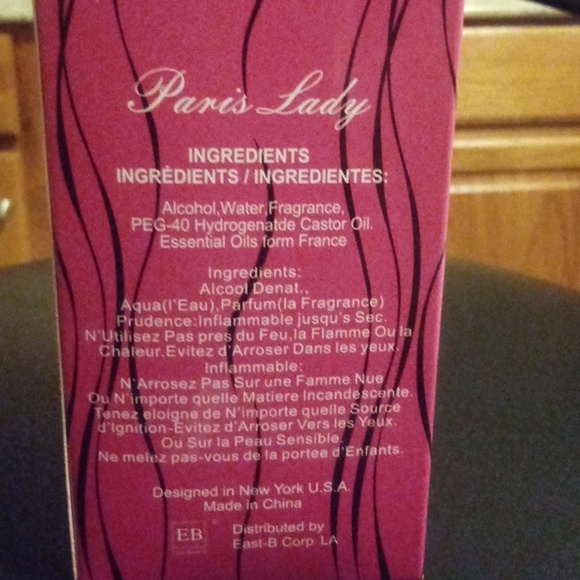 Paris Lady
INGREDIENTS
INGRÉDIENTS / INGREDIENTES:
Alcohol,Water,Fragrance,
PEG-40 Hydrogenatde Castor Oil.
Essential Oils form France
Ingredients:
Alcool Denat.,
Aqua(l'Eau),Parfum(la Fragrance)
Prudence:Inflammable jusqu's Sec.
N'Utilisez Pas pres du Feu,la Flamme Ou la
Chaleur.Evitez d'Arroser Dans les yeux.
Inflammable:
N'Arrosez Pas Sur une Famme Nue
Ou N'importe quelle Matiere Incandescente.
Tenez eloigne de N'importe quelle Source
d'Ignition-Evitez d'Arroser Vers les Yeux.
Ou Sur la Peau Sensible.
Ne melez pas-vous de la portee d'Enfants.
Designed in New York U.S.A.
Made in China
EB
Distributed by
East-B Corp LA